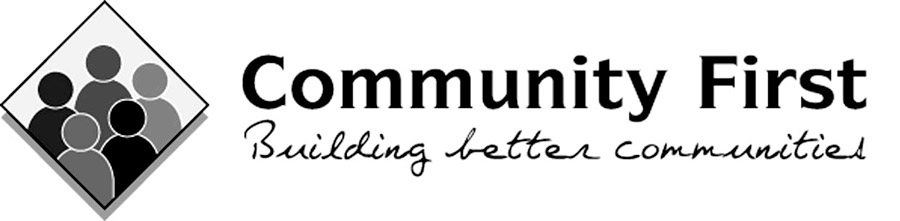 Community First
Building better communities